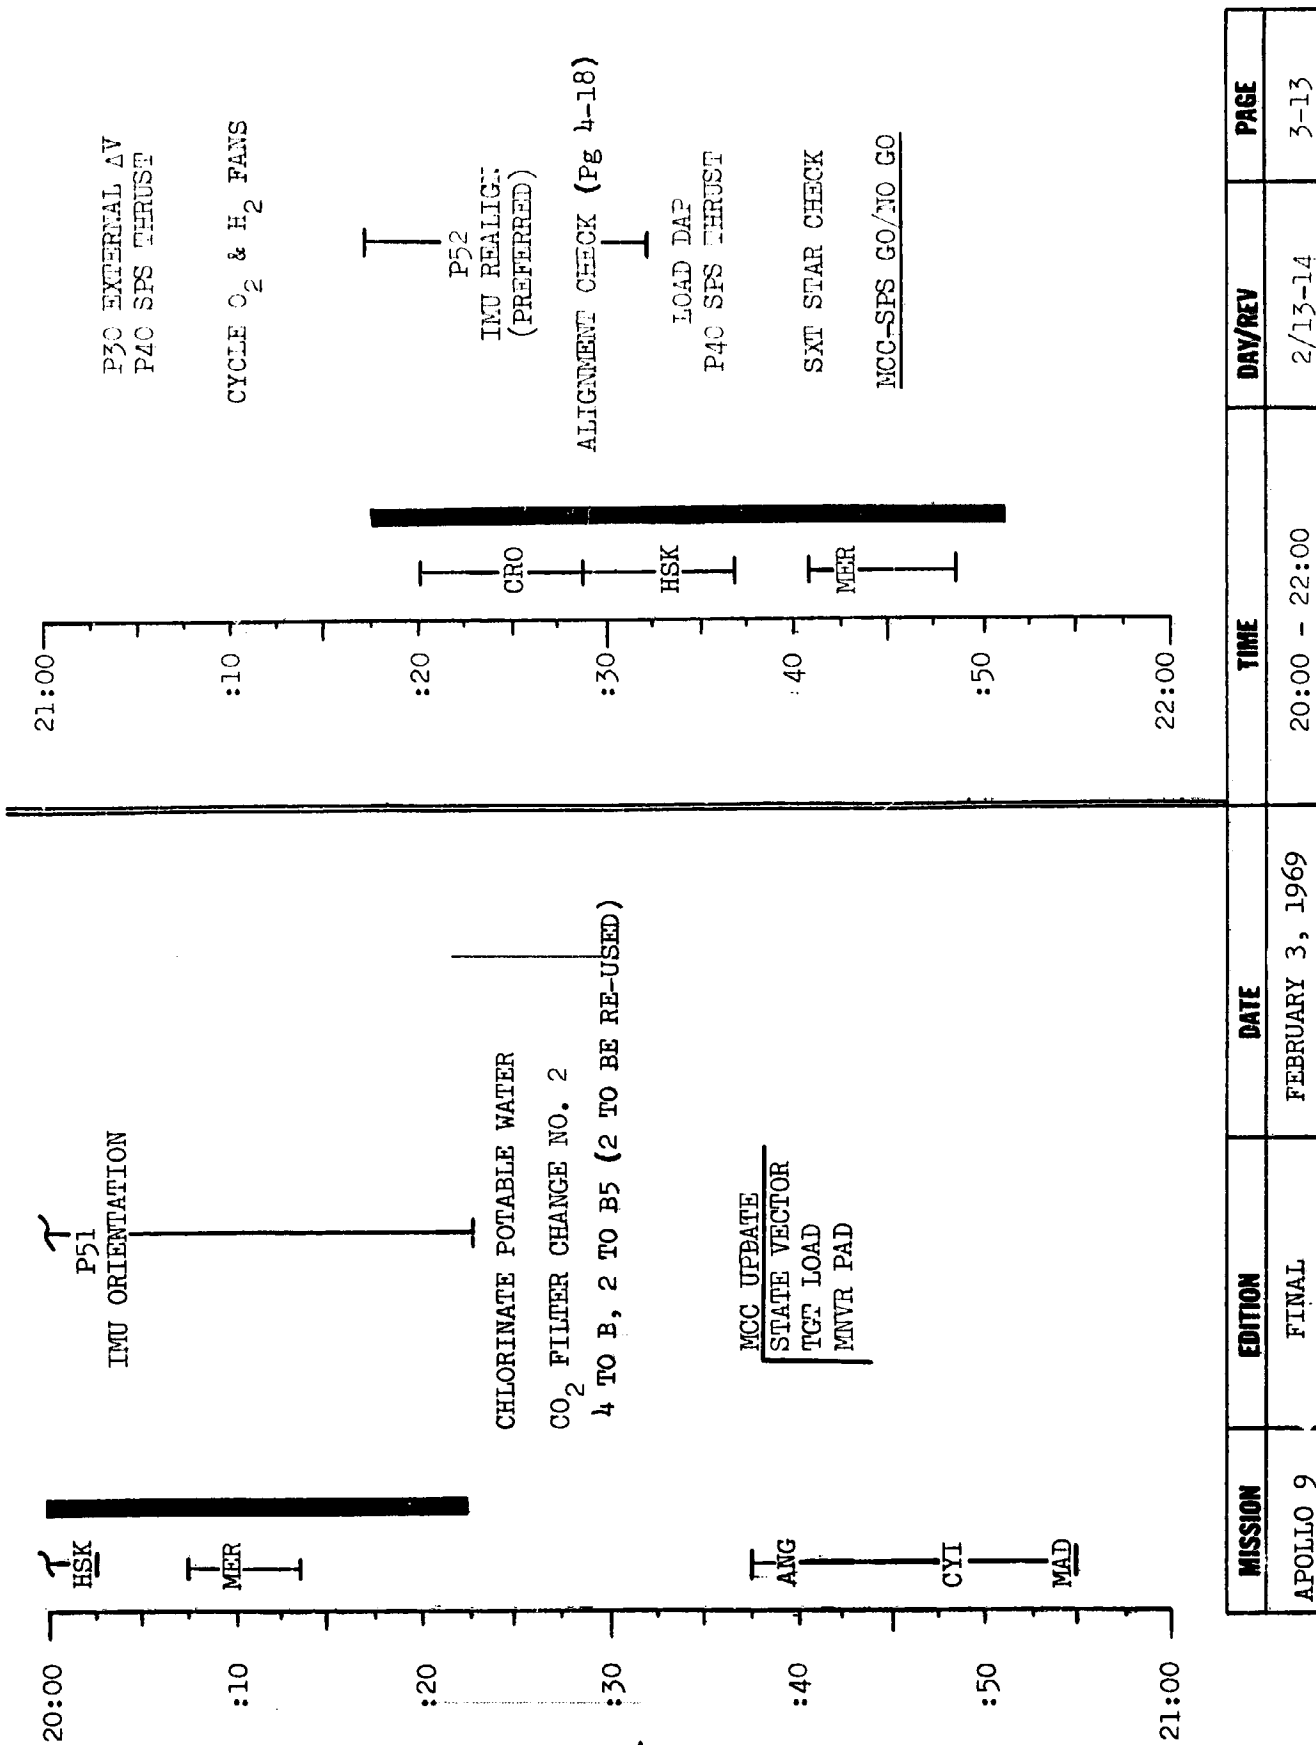 20:00
:10
:20
:30
:40
:50
21:00
HSK
MER
ANG
CYI
MAD
P51
IMU ORIENTATION
CHLORINATE POTABLE WATER
CO2 FILTER CHANGE NO. 2
4 TO B, 2 TO B5 (2 TO BE RE-USED)
MCC UPDATE
STATE VECTOR
TGT LOAD
MNVR PAD
21:00
:10
:20
:30
:40
:50
22:00
CRO
HSK
MER
P30 EXTERNAL ΔV
P40 SPS THRUST
CYCLE O2 & H2 FANS
P52
IMU REALIGN
(PREFERRED)
ALIGNMENT CHECK (Pg 4-18)
LOAD DAP
P40 SPS THRUST
SXT STAR CHECK
MCC-SPS GO/NO GO
MISSION EDITION DATE TIME DAY/REV PAGE
APOLLO 9 FINAL FEBRUARY 3, 1969 20:00 - 22:00 2/13-14 3-13